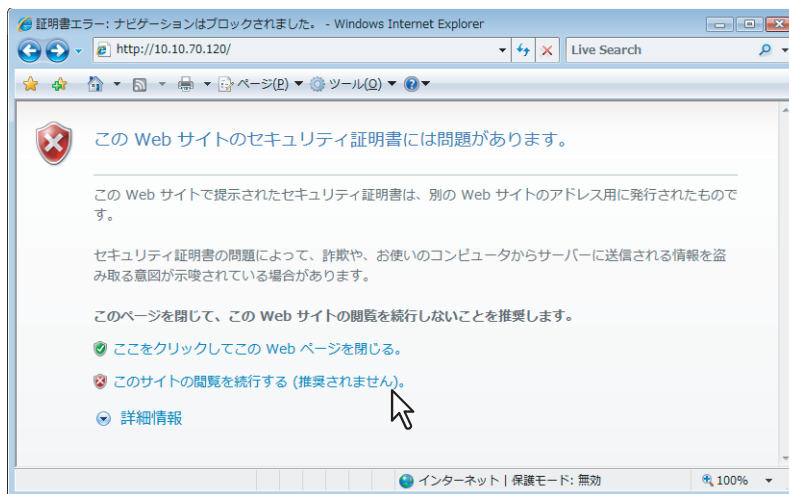 証明書エラー: ナビゲーションはブロックされました。 - Windows Internet Explorer
http://10.10.70.120/
Live Search
ページ(P) ツール(O)
この Web サイトのセキュリティ証明書には問題があります。
この Web サイトで提示されたセキュリティ証明書は、別の Web サイトのアドレス用に発行されたもので
す。
セキュリティ証明書の問題によって、詐欺や、お使いのコンピュータからサーバーに送信される情報を盗
み取る意図が示唆されている場合があります。
このページを閉じて、この Web サイトの閲覧を続行しないことを推奨します。
ここをクリックしてこの Web ページを閉じる。
このサイトの閲覧を続行する (推奨されません)。
詳細情報
インターネット | 保護モード: 無効
100%